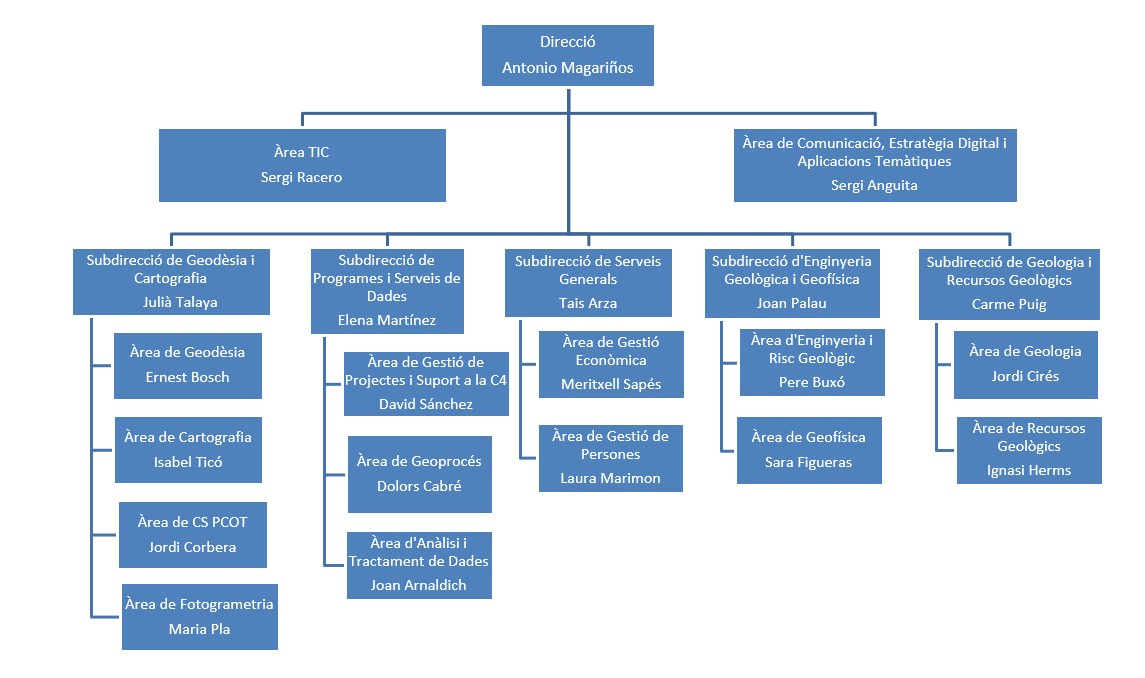 Direcció
Antonio Magariños
Àrea TIC
Sergi Racero
Àrea de Comunicació, Estratègia Digital i
Aplicacions Temàtiques
Sergi Anguita
Subdirecció de Geodèsia i
Cartografia
Julià Talaya
Àrea de Geodèsia
Ernest Bosch
Àrea de Cartografia
Isabel Ticó
Àrea de CS PCOT
Jordi Corbera
Àrea de Fotogrametria
Maria Pla
Subdirecció de
Programes i Serveis de
Dades
Elena Martínez
Àrea de Gestió de
Projectes i Suport a la C4
David Sánchez
Àrea de Geoprocés
Dolors Cabré
Àrea d'Anàlisi i
Tractament de Dades
Joan Arnaldich
Subdirecció de Serveis
Generals
Tais Arza
Àrea de Gestió
Econòmica
Meritxell Sapés
Àrea de Gestió de
Persones
Laura Marimon
Subdirecció d'Enginyeria
Geològica i Geofísica
Joan Palau
Àrea d'Enginyeria i
Risc Geològic
Pere Buxó
Àrea de Geofísica
Sara Figueras
Subdirecció de Geologia i
Recursos Geològics
Carme Puig
Àrea de Geologia
Jordi Cirés
Àrea de Recursos
Geològics
Ignasi Herms